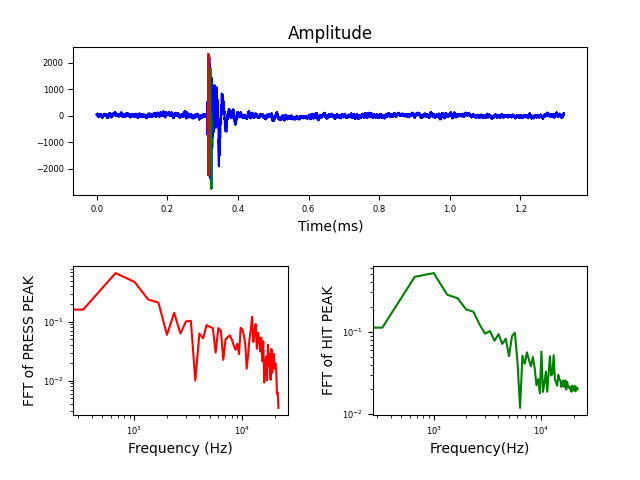 Amplitude
2000
1000
0
−1000
−2000
0.0 0.2 0.4 0.6 0.8 1.0 1.2
Time(ms)
FFT of PRESS PEAK
10⁻¹
10⁻²
10³ 10⁴
Frequency (Hz)
FFT of HIT PEAK
10⁻¹
10⁻²
10³ 10⁴
Frequency(Hz)